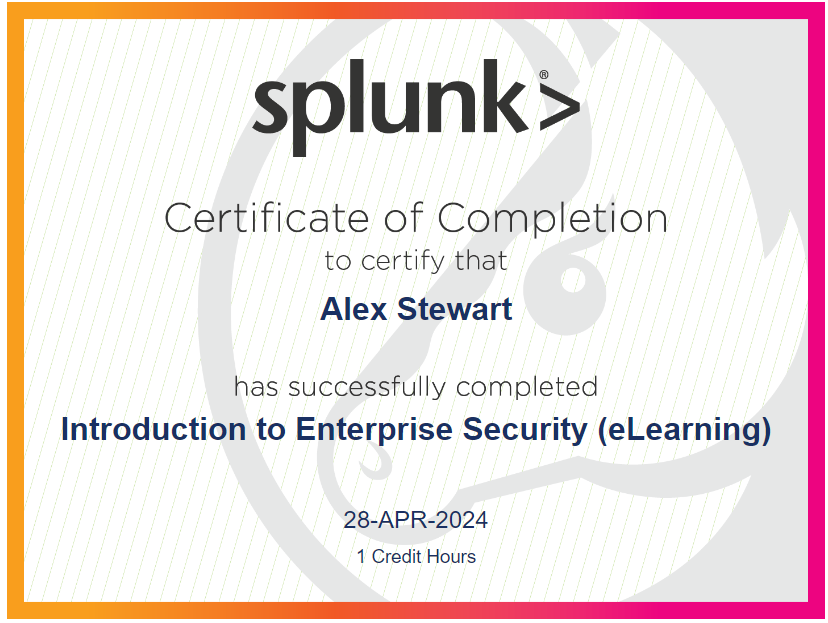 splunk>®
Certificate of Completion
to certify that
Alex Stewart
has successfully completed
Introduction to Enterprise Security (eLearning)
28-APR-2024
1 Credit Hours